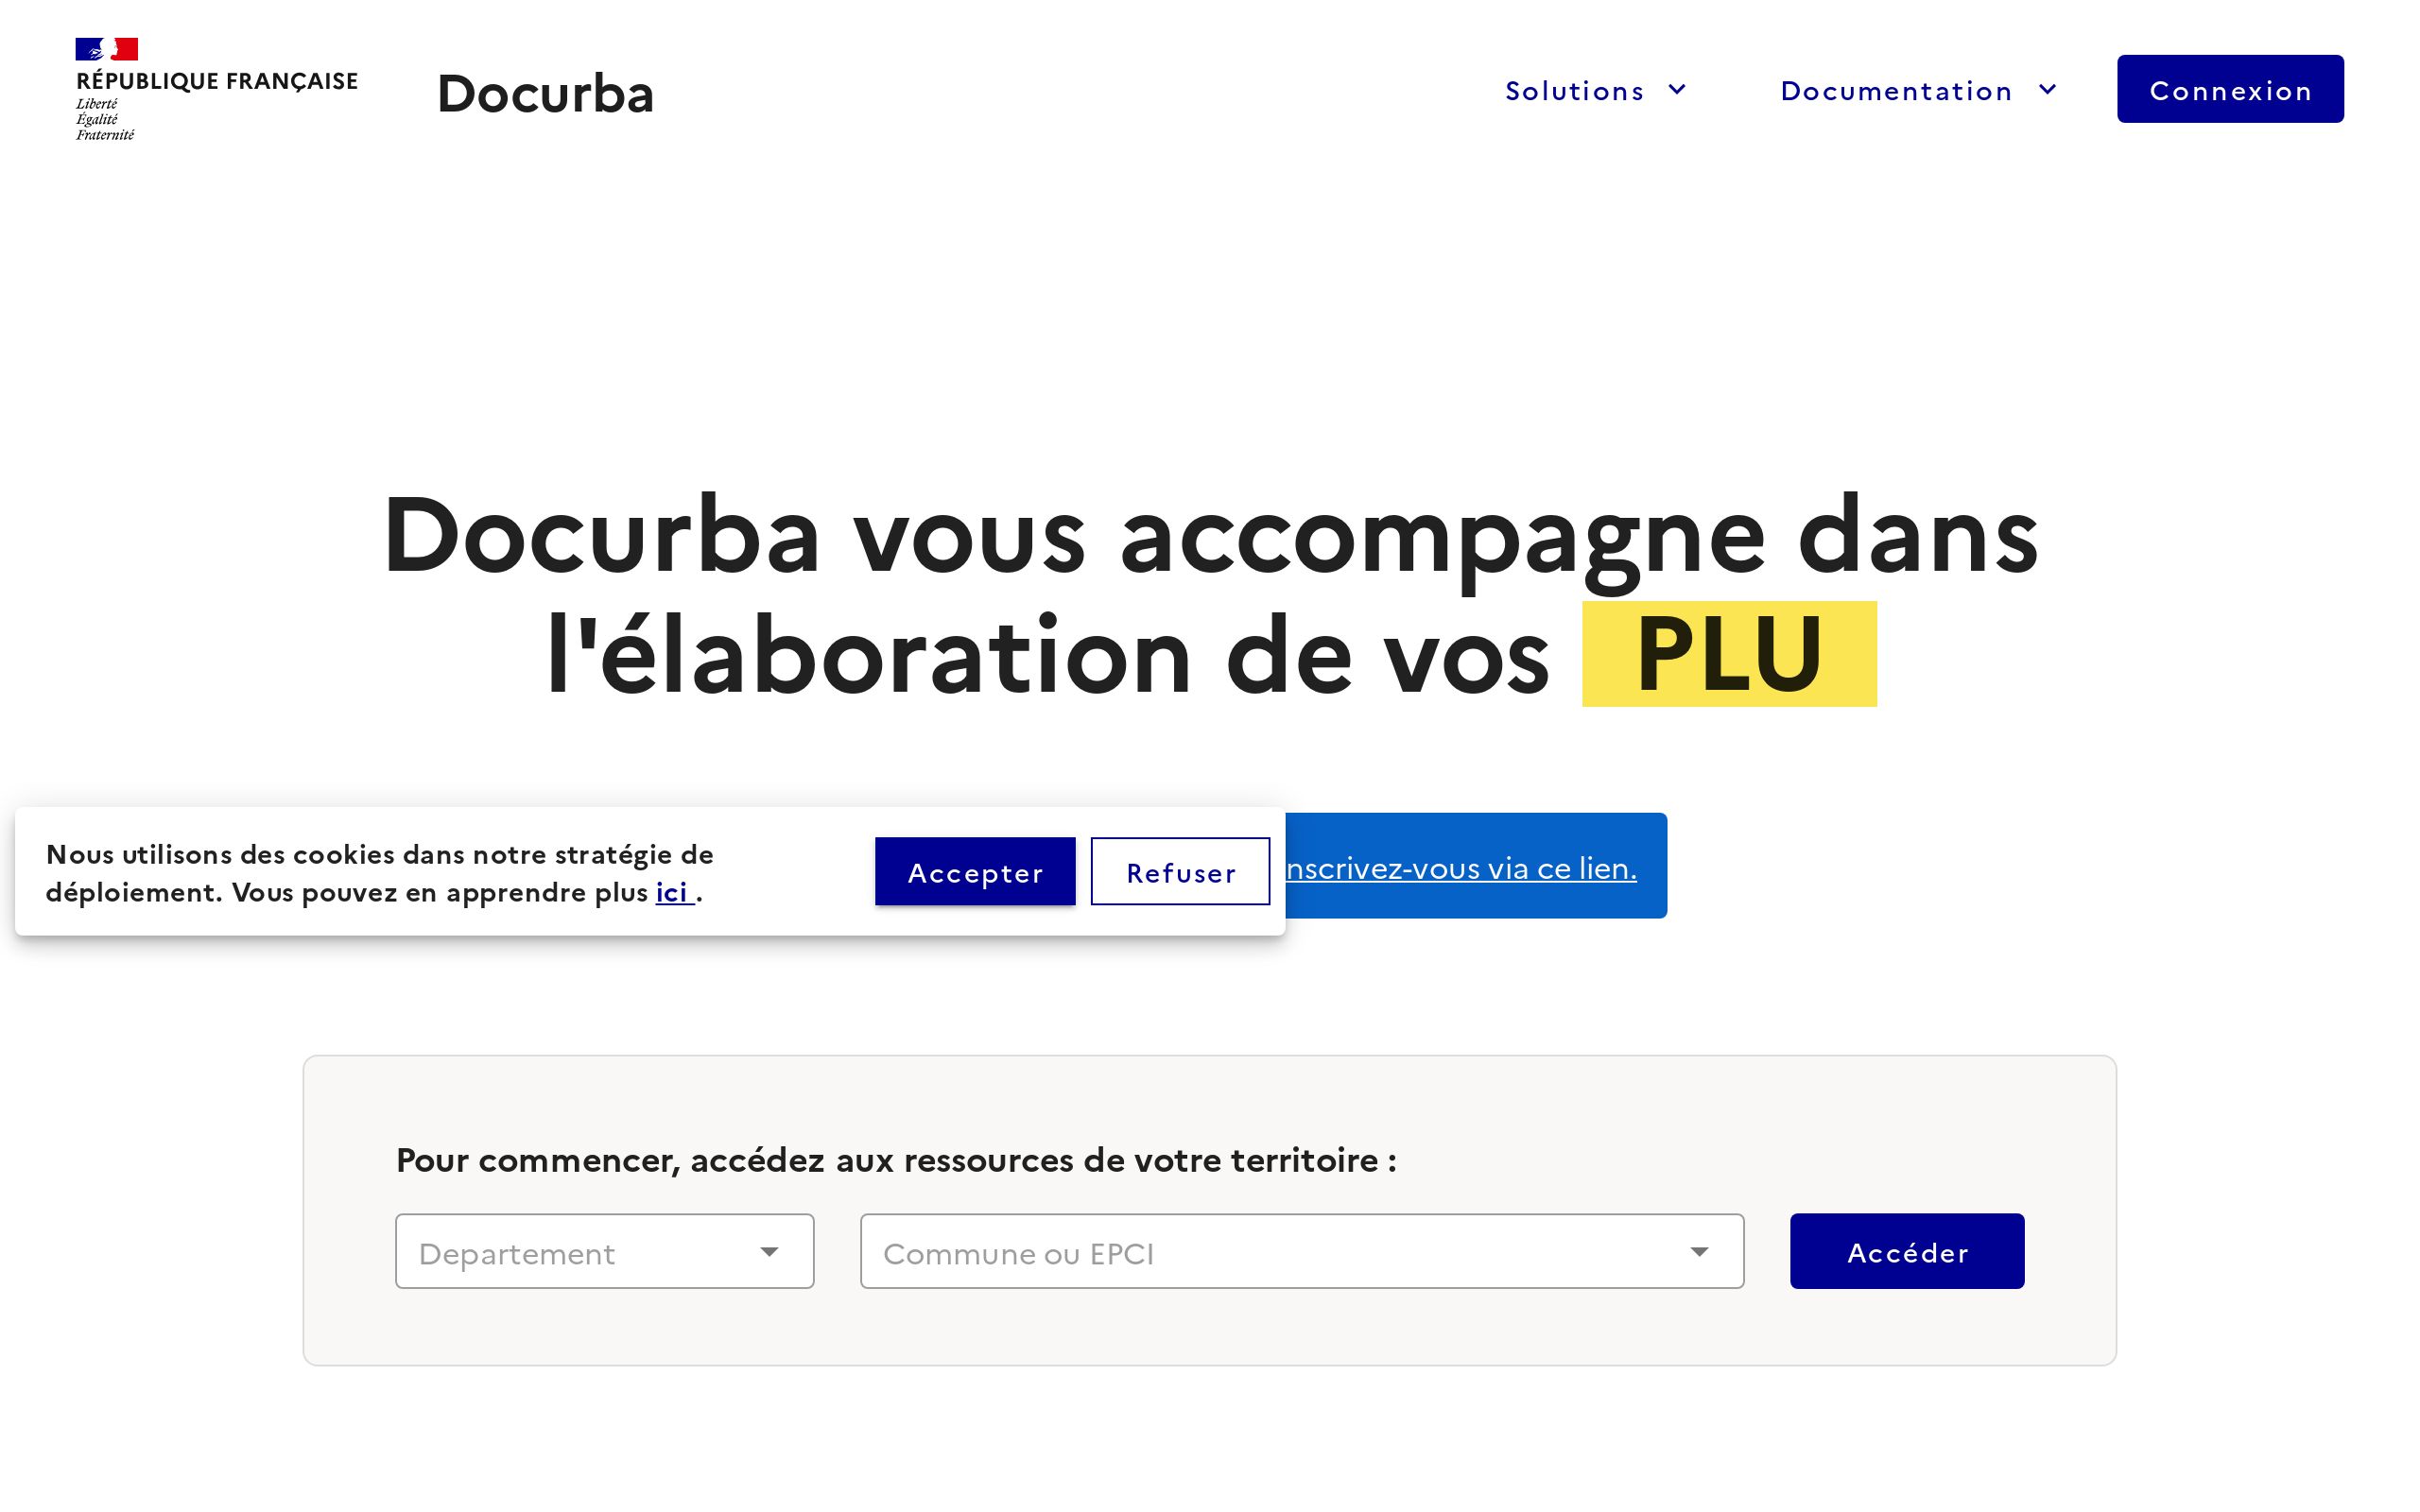 RÉPUBLIQUE FRANÇAISE
Liberté
Égalité
Fraternité
Docurba
Solutions
Documentation
Connexion
Docurba vous accompagne dans
l'élaboration de vos PLU
Nous utilisons des cookies dans notre stratégie de
déploiement. Vous pouvez en apprendre plus ici .
Accepter
Refuser
nscrivez-vous via ce lien.
Pour commencer, accédez aux ressources de votre territoire :
Departement
Commune ou EPCI
Accéder